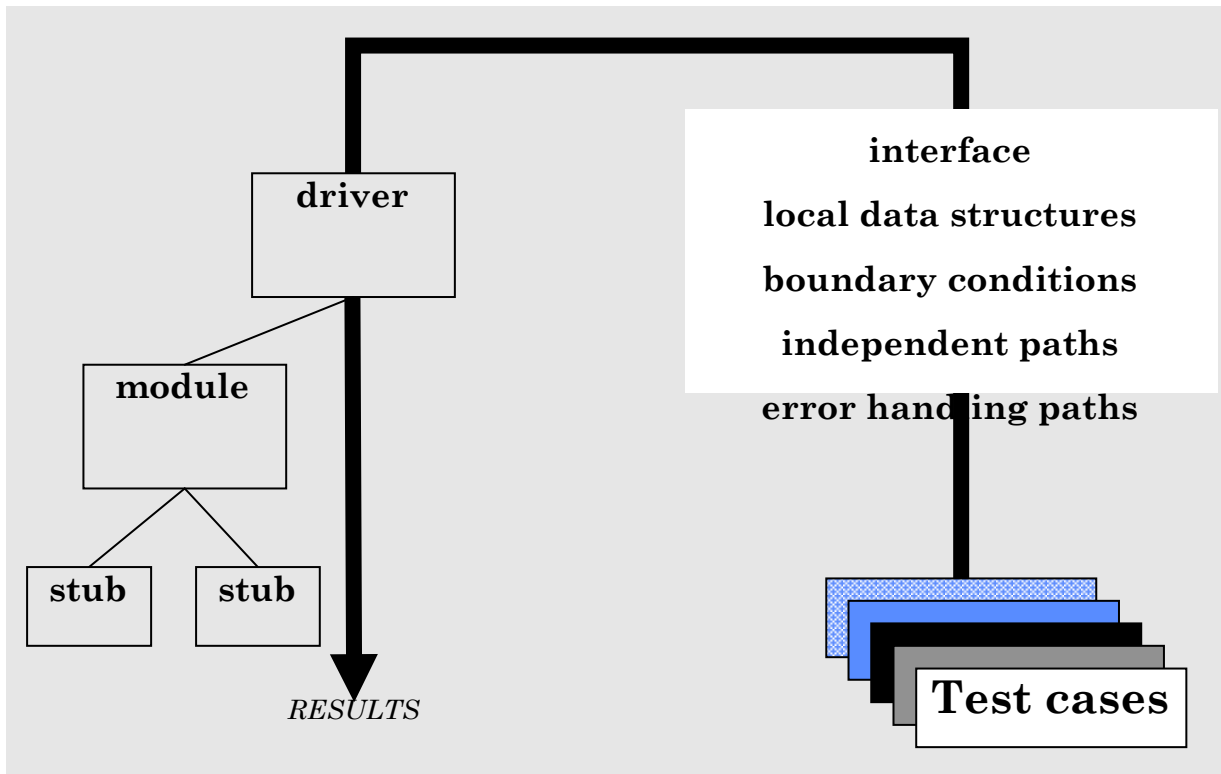 driver
module
stub
stub
RESULTS
interface
local data structures
boundary conditions
independent paths
error handling paths
Test cases